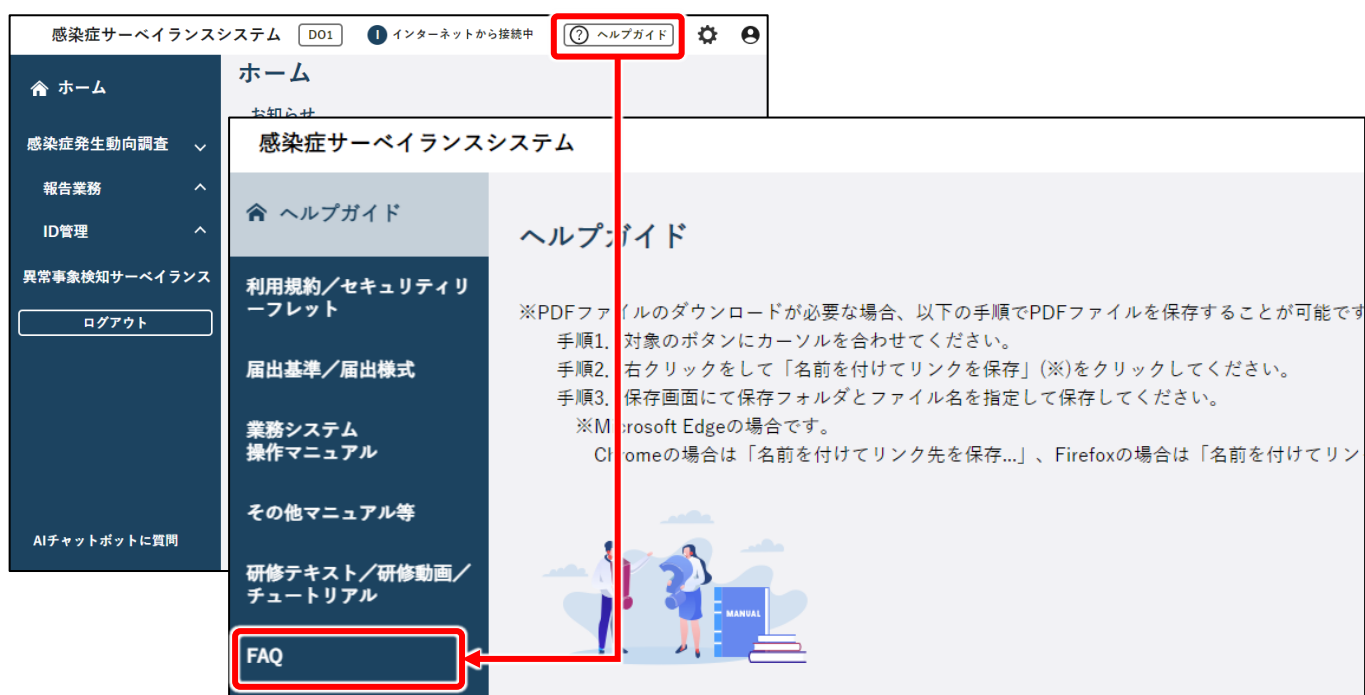 感染症サーベイランスシステム DO1 I インターネットから接続中 ? ヘルプガイド
ホーム
感染症発生動向調査
報告業務
ID管理
異常事象検知サーベイランス
ログアウト
AIチャットボットに質問
ホーム
お知らせ
感染症サーベイランスシステム
ヘルプガイド
利用規約／セキュリティリ
ーフレット
届出基準／届出様式
業務システム
操作マニュアル
その他マニュアル等
研修テキスト／研修動画／
チュートリアル
FAQ
ヘルプガイド
※PDFファイルのダウンロードが必要な場合、以下の手順でPDFファイルを保存することが可能です
手順1. 対象のボタンにカーソルを合わせてください。
手順2. 右クリックをして「名前を付けてリンクを保存」(※)をクリックしてください。
手順3. 保存画面にて保存フォルダとファイル名を指定して保存してください。
※Microsoft Edgeの場合です。
Chromeの場合は「名前を付けてリンク先を保存...」、Firefoxの場合は「名前を付けてリン
MANUAL